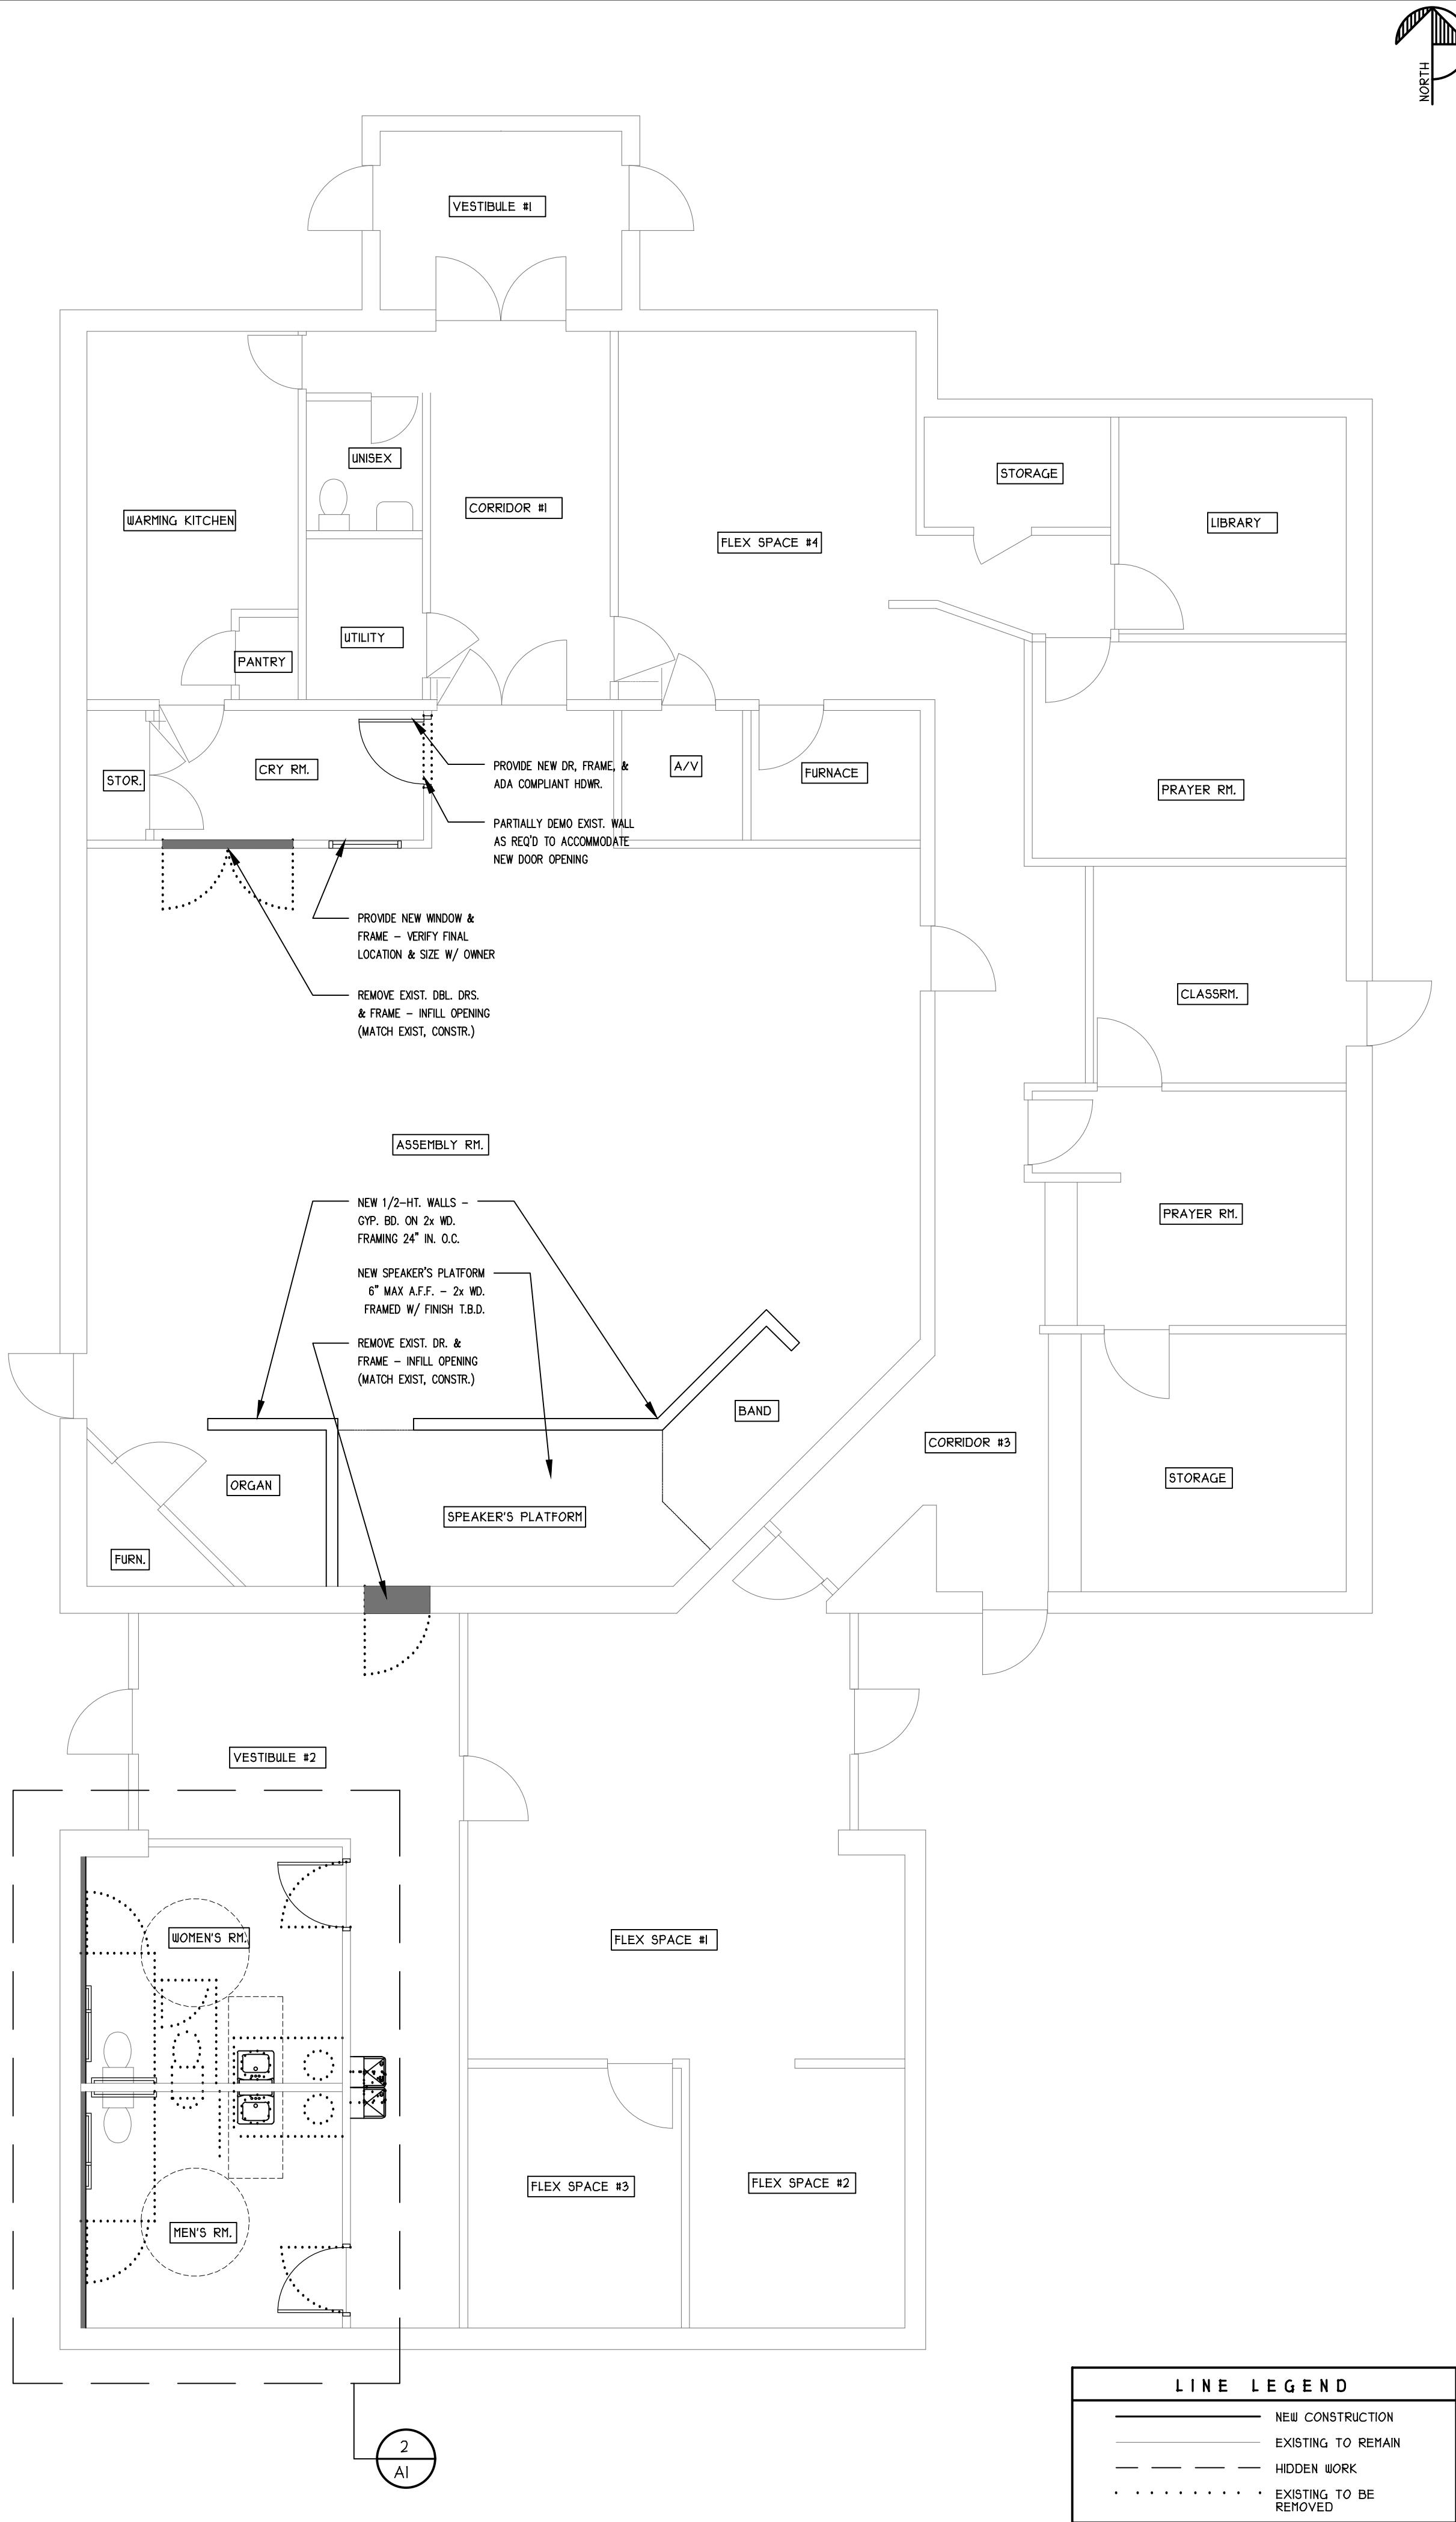 NORTH
VESTIBULE #1
UNISEX
STORAGE
WARMING KITCHEN
CORRIDOR #1
LIBRARY
FLEX SPACE #4
UTILITY
PANTRY
CRY RM.
STOR.
PROVIDE NEW DR, FRAME, &
ADA COMPLIANT HDWR.
A/V
FURNACE
PRAYER RM.
PARTIALLY DEMO EXIST. WALL
AS REQ'D TO ACCOMMODATE
NEW DOOR OPENING
PROVIDE NEW WINDOW &
FRAME – VERIFY FINAL
LOCATION & SIZE W/ OWNER
REMOVE EXIST. DBL. DRS.
& FRAME – INFILL OPENING
(MATCH EXIST, CONSTR.)
CLASSRM.
ASSEMBLY RM.
NEW 1/2–HT. WALLS –
GYP. BD. ON 2x WD.
FRAMING 24" IN. O.C.
PRAYER RM.
NEW SPEAKER'S PLATFORM
6" MAX A.F.F. – 2x WD.
FRAMED W/ FINISH T.B.D.
REMOVE EXIST. DR. &
FRAME – INFILL OPENING
(MATCH EXIST, CONSTR.)
BAND
CORRIDOR #3
STORAGE
ORGAN
SPEAKER'S PLATFORM
FURN.
VESTIBULE #2
WOMEN'S RM.
FLEX SPACE #1
FLEX SPACE #3
FLEX SPACE #2
MEN'S RM.
2
A1
LINE LEGEND
NEW CONSTRUCTION
EXISTING TO REMAIN
HIDDEN WORK
EXISTING TO BE
REMOVED